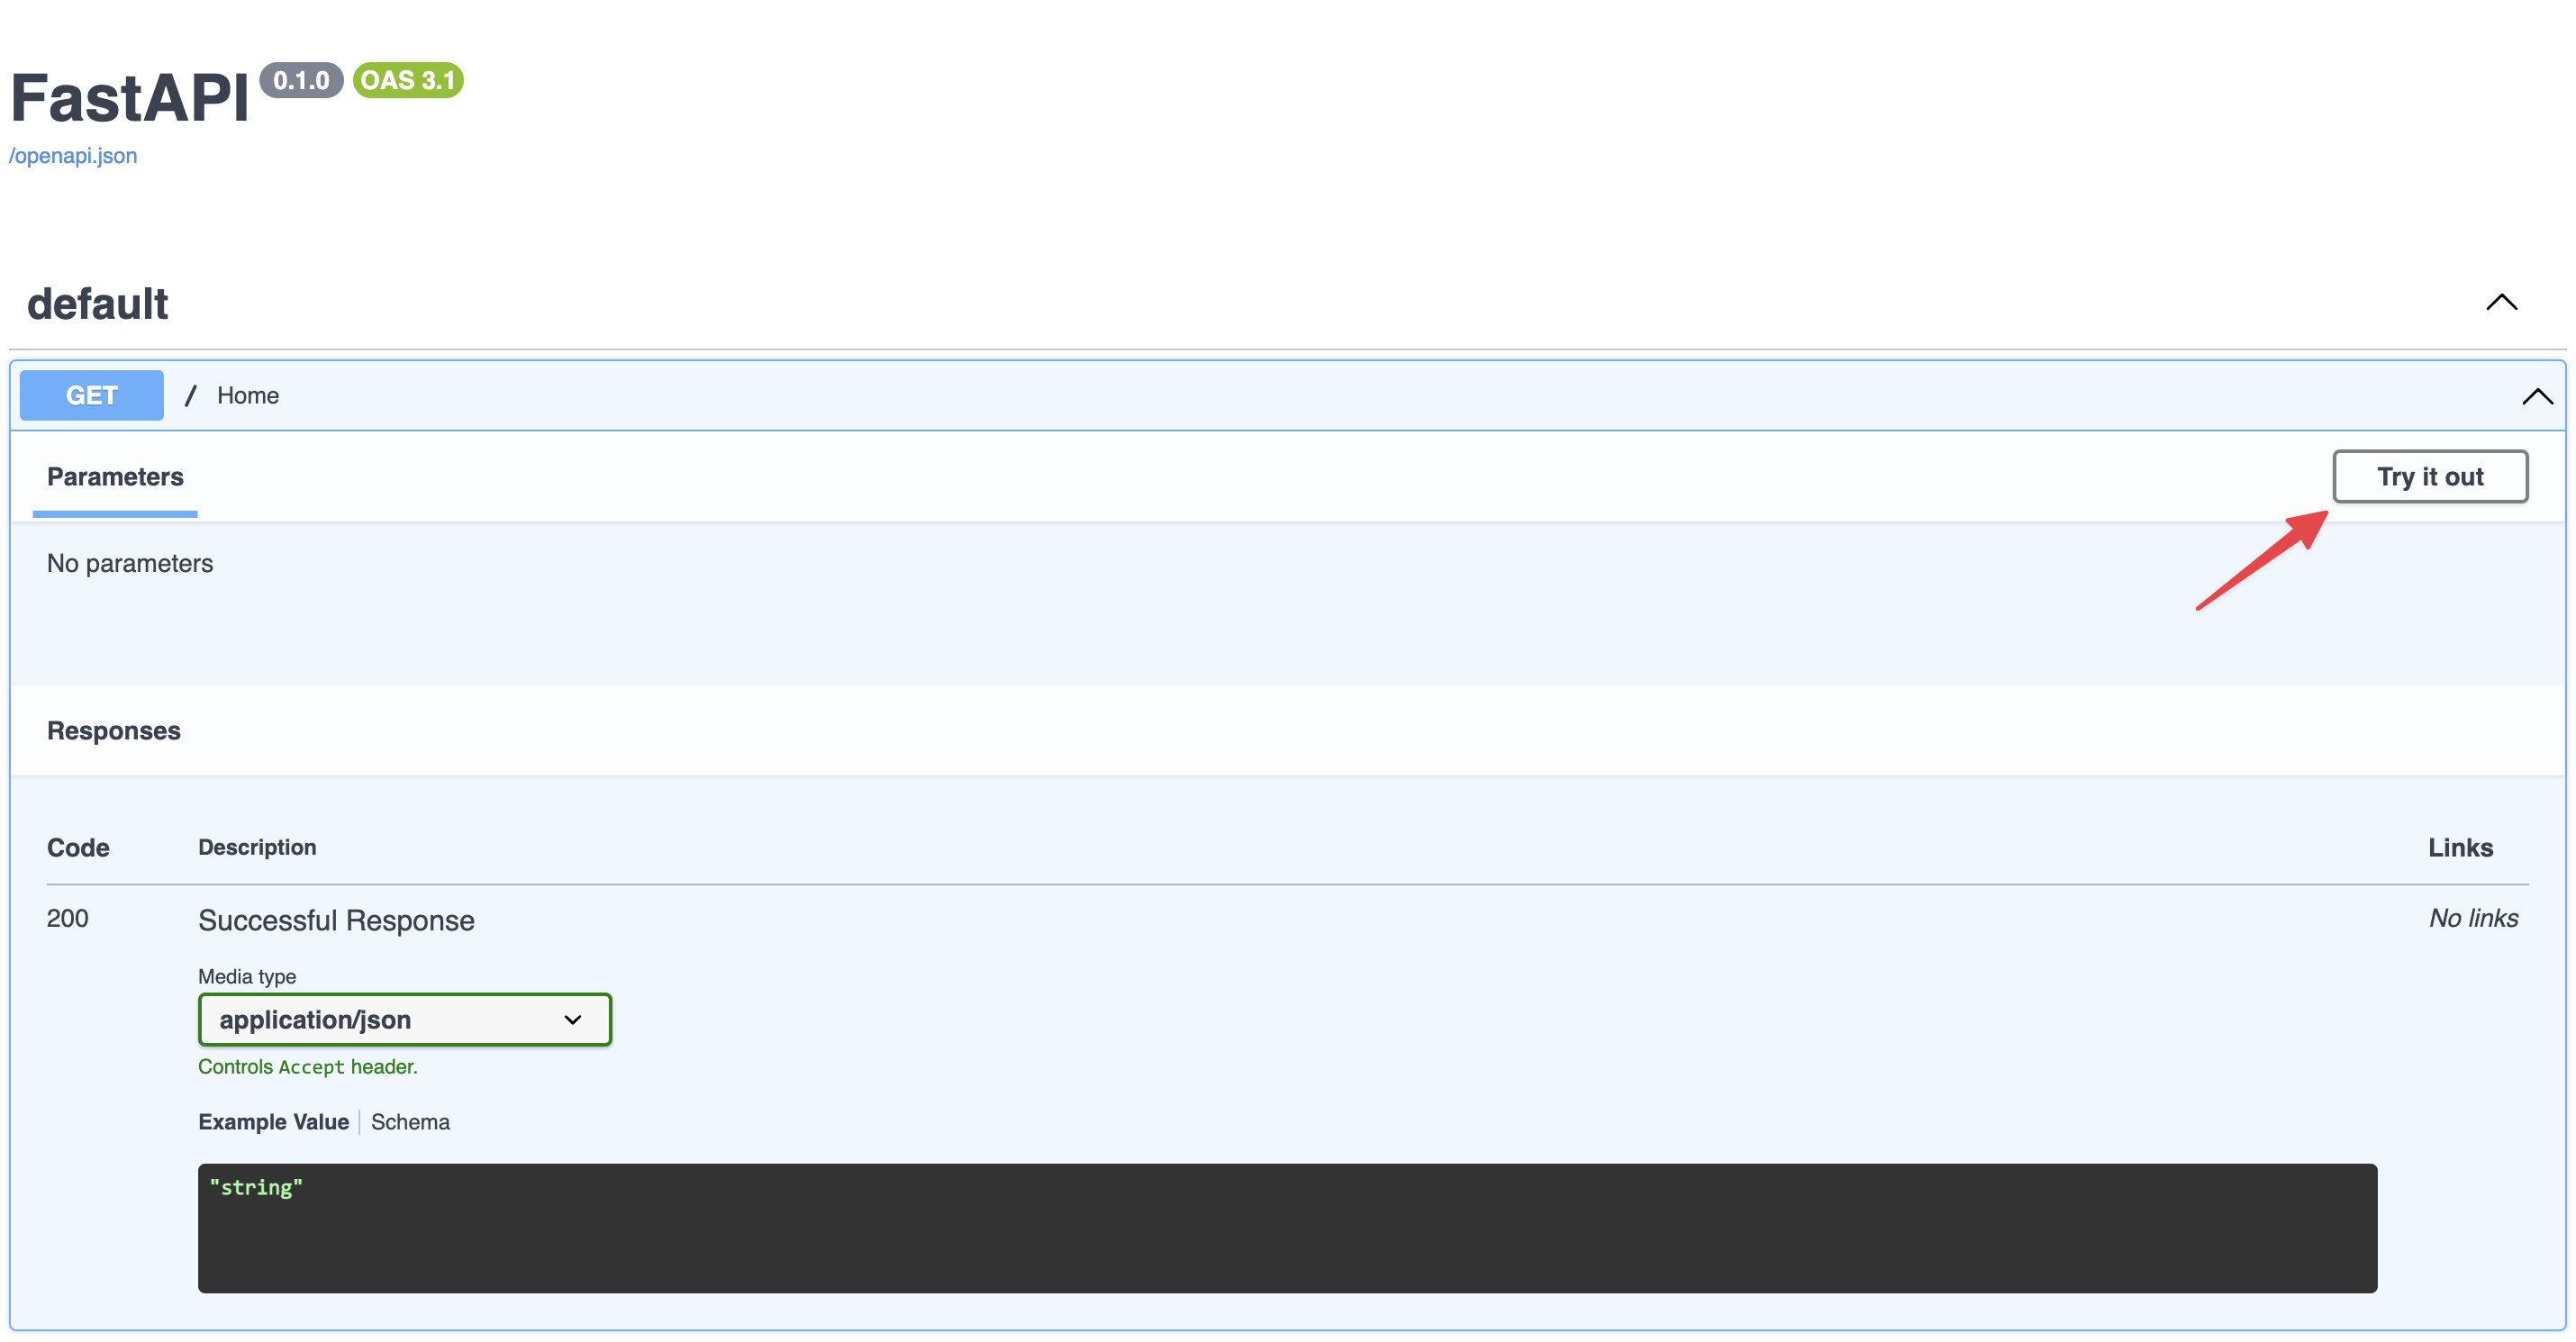 FastAPI 0.1.0 OAS 3.1
/openapi.json
default
GET / Home
Parameters Try it out
No parameters
Responses
Code Description Links
200 Successful Response No links
Media type
application/json
Controls Accept header.
Example Value Schema
"string"